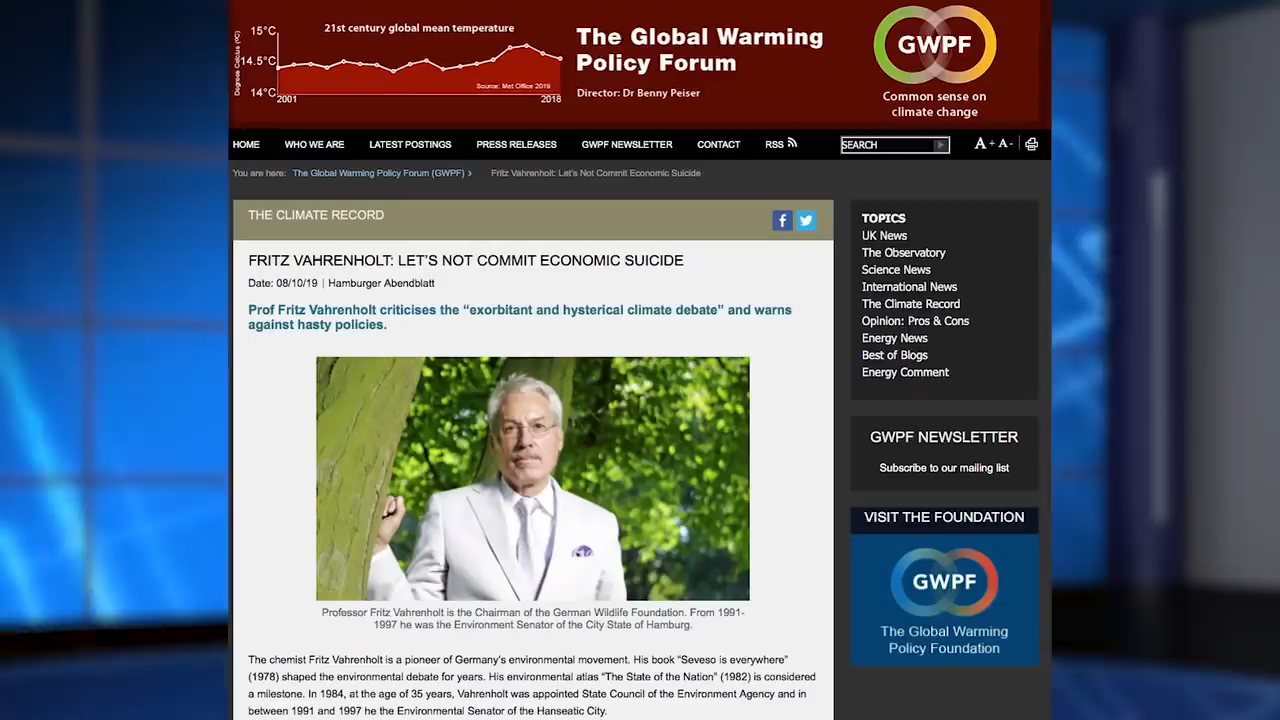 15°C
21st century global mean temperature
Degrees Celcius (ºC)
14.5°C
14°C
Source: Met Office 2019
2001
2018
The Global Warming
Policy Forum
Director: Dr Benny Peiser
GWPF
Common sense on
climate change
HOME WHO WE ARE LATEST POSTINGS PRESS RELEASES GWPF NEWSLETTER CONTACT RSS SEARCH A + A -
You are here: The Global Warming Policy Forum (GWPF) › Fritz Vahrenholt: Let's Not Commit Economic Suicide
THE CLIMATE RECORD
FRITZ VAHRENHOLT: LET'S NOT COMMIT ECONOMIC SUICIDE
Date: 08/10/19 | Hamburger Abendblatt
Prof Fritz Vahrenholt criticises the “exorbitant and hysterical climate debate” and warns
against hasty policies.
Professor Fritz Vahrenholt is the Chairman of the German Wildlife Foundation. From 1991-
1997 he was the Environment Senator of the City State of Hamburg.
The chemist Fritz Vahrenholt is a pioneer of Germany's environmental movement. His book “Seveso is everywhere”
(1978) shaped the environmental debate for years. His environmental atlas “The State of the Nation” (1982) is considered
a milestone. In 1984, at the age of 35 years, Vahrenholt was appointed State Council of the Environment Agency and in
between 1991 and 1997 he the Environmental Senator of the Hanseatic City.
TOPICS
UK News
The Observatory
Science News
International News
The Climate Record
Opinion: Pros & Cons
Energy News
Best of Blogs
Energy Comment
GWPF NEWSLETTER
Subscribe to our mailing list
VISIT THE FOUNDATION
GWPF
The Global Warming
Policy Foundation